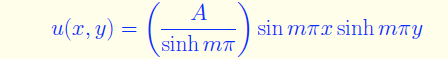 u(x, y) = ( A / sinh mπ ) sin mπx sinh mπy